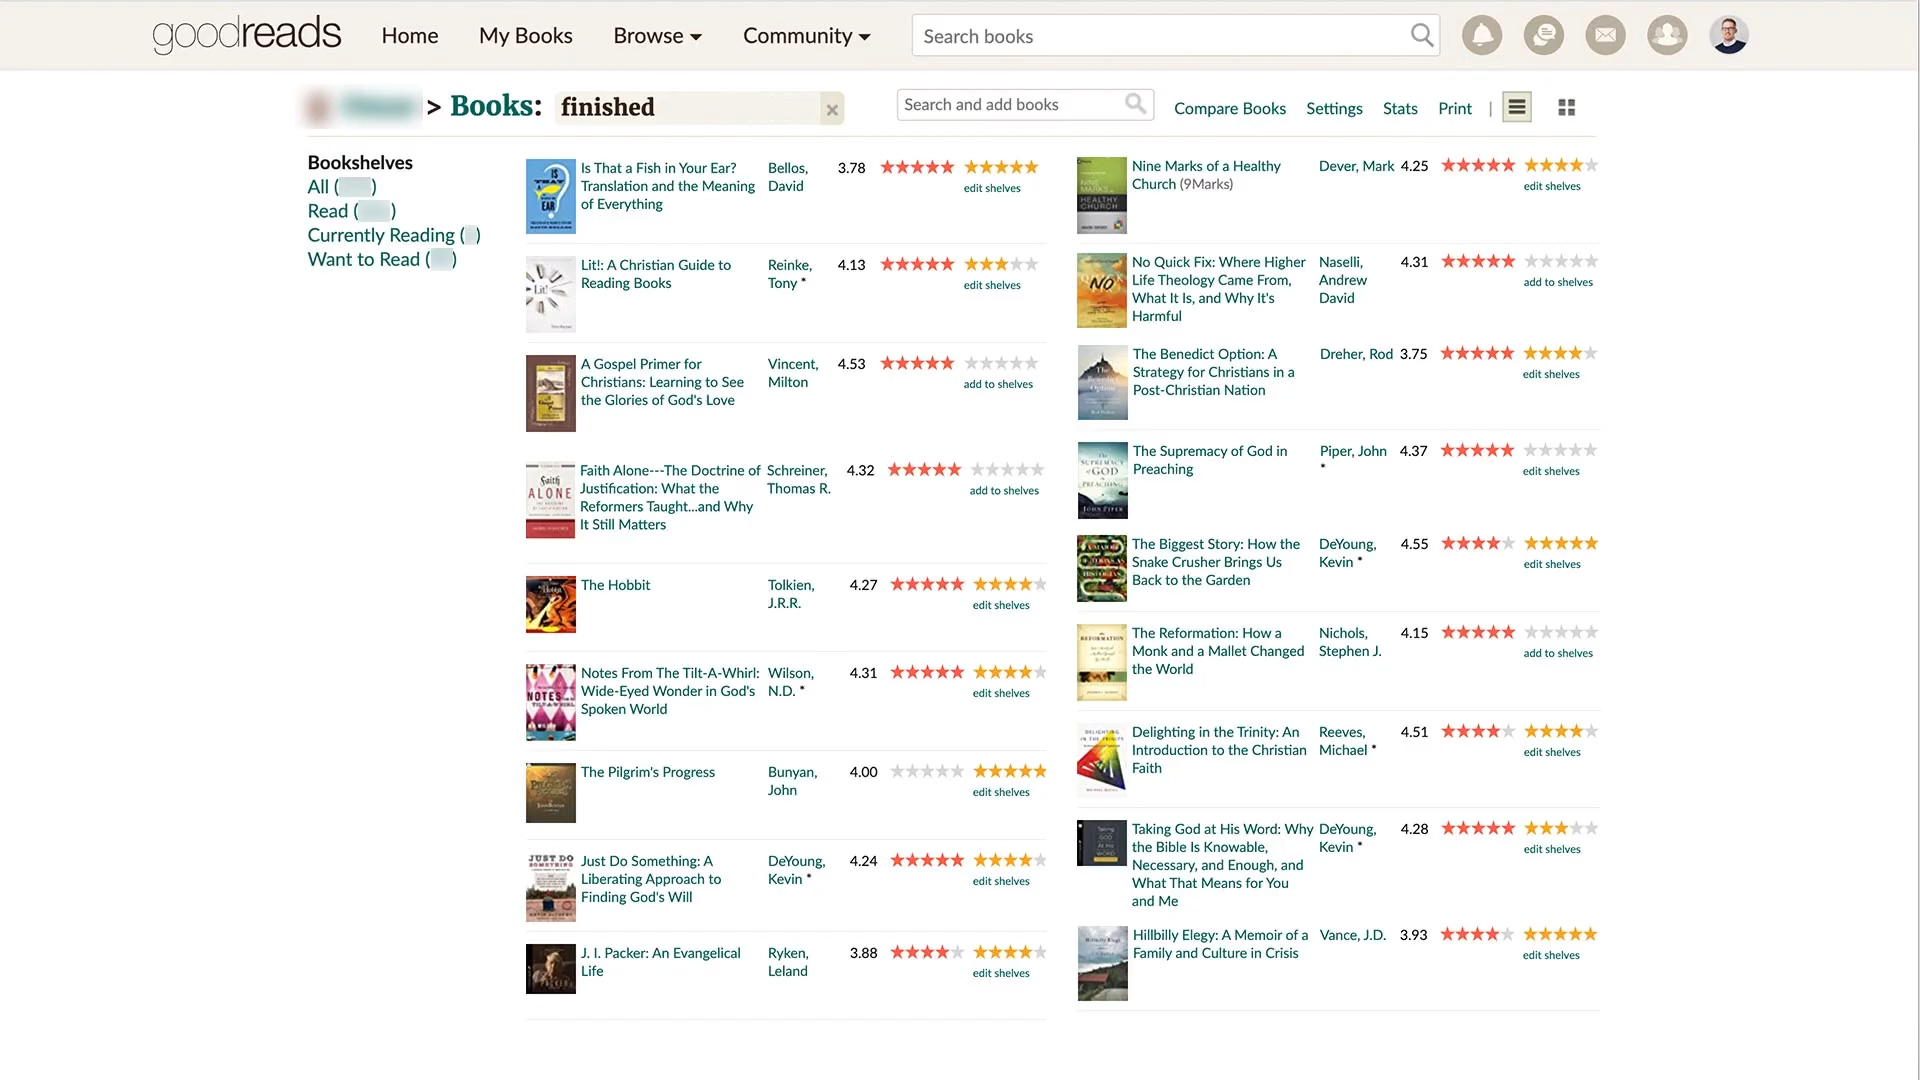 goodreads
Home
My Books
Browse
Community
Search books
> Books: finished ×
Search and add books
Compare Books
Settings
Stats
Print
|
Bookshelves
All ( )
Read ( )
Currently Reading ( )
Want to Read ( )
Is That a Fish in Your Ear?
Translation and the Meaning
of Everything
Bellos,
David
3.78
edit shelves
Lit!: A Christian Guide to
Reading Books
Reinke,
Tony *
4.13
edit shelves
A Gospel Primer for
Christians: Learning to See
the Glories of God's Love
Vincent,
Milton
4.53
add to shelves
Faith Alone---The Doctrine of
Justification: What the
Reformers Taught...and Why
It Still Matters
Schreiner,
Thomas R.
4.32
add to shelves
The Hobbit
Tolkien,
J.R.R.
4.27
edit shelves
Notes From The Tilt-A-Whirl:
Wide-Eyed Wonder in God's
Spoken World
Wilson,
N.D. *
4.31
edit shelves
The Pilgrim's Progress
Bunyan,
John
4.00
edit shelves
Just Do Something: A
Liberating Approach to
Finding God's Will
DeYoung,
Kevin *
4.24
edit shelves
J. I. Packer: An Evangelical
Life
Ryken,
Leland
3.88
edit shelves
Nine Marks of a Healthy
Church (9Marks)
Dever, Mark
4.25
edit shelves
No Quick Fix: Where Higher
Life Theology Came From,
What It Is, and Why It's
Harmful
Naselli,
Andrew
David
4.31
add to shelves
The Benedict Option: A
Strategy for Christians in a
Post-Christian Nation
Dreher, Rod
3.75
edit shelves
The Supremacy of God in
Preaching
Piper, John
*
4.37
edit shelves
The Biggest Story: How the
Snake Crusher Brings Us
Back to the Garden
DeYoung,
Kevin *
4.55
edit shelves
The Reformation: How a
Monk and a Mallet Changed
the World
Nichols,
Stephen J.
4.15
add to shelves
Delighting in the Trinity: An
Introduction to the Christian
Faith
Reeves,
Michael *
4.51
edit shelves
Taking God at His Word: Why
the Bible Is Knowable,
Necessary, and Enough, and
What That Means for You
and Me
DeYoung,
Kevin *
4.28
edit shelves
Hillbilly Elegy: A Memoir of a
Family and Culture in Crisis
Vance, J.D.
3.93
edit shelves